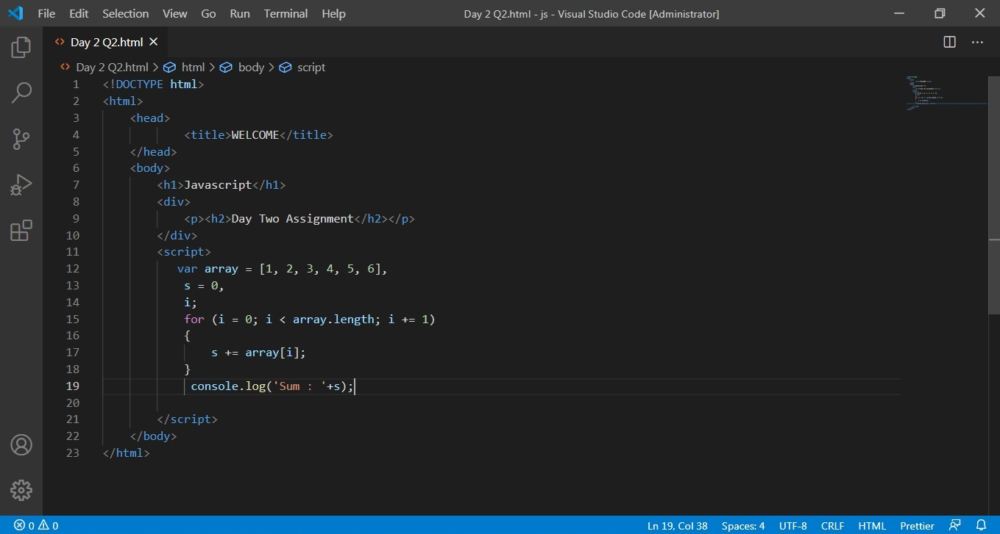 File Edit Selection View Go Run Terminal Help Day 2 Q2.html - js - Visual Studio Code [Administrator]
Day 2 Q2.html
Day 2 Q2.html > html > body > script
1 <!DOCTYPE html>
2 <html>
3 <head>
4 <title>WELCOME</title>
5 </head>
6 <body>
7 <h1>Javascript</h1>
8 <div>
9 <p><h2>Day Two Assignment</h2></p>
10 </div>
11 <script>
12 var array = [1, 2, 3, 4, 5, 6],
13 s = 0,
14 i;
15 for (i = 0; i < array.length; i += 1)
16 {
17 s += array[i];
18 }
19 console.log('Sum : '+s);
20
21 </script>
22 </body>
23 </html>
0 0 Ln 19, Col 38 Spaces: 4 UTF-8 CRLF HTML Prettier